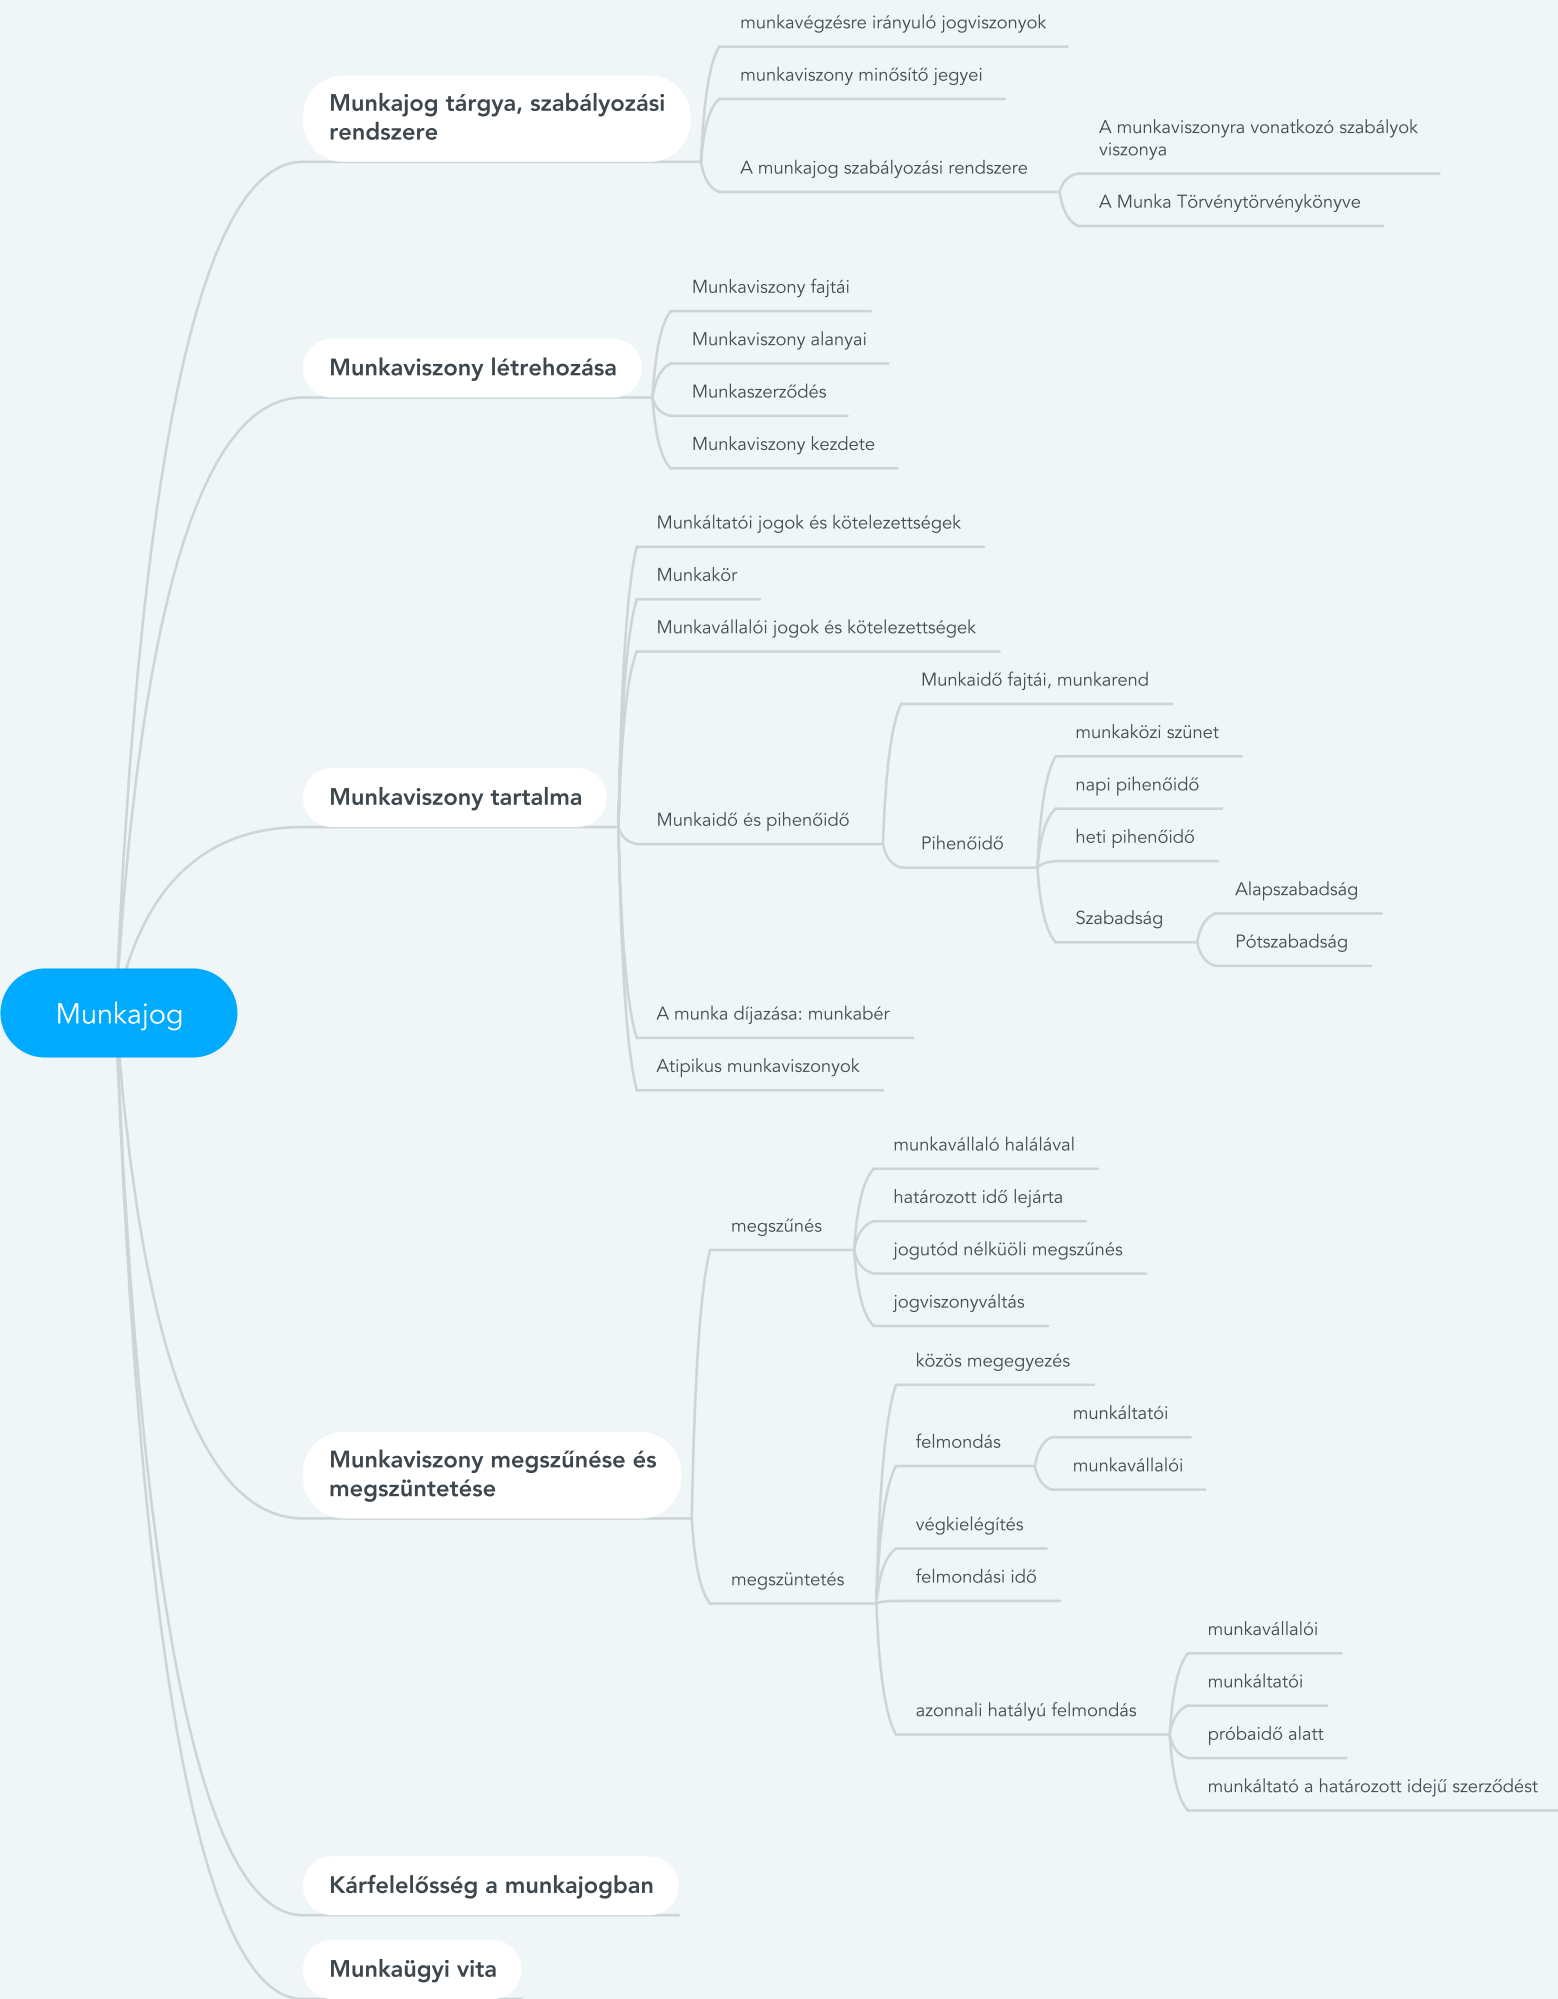 munkavégzésre irányuló jogviszonyok
munkaviszony minősítő jegyei
Munkajog tárgya, szabályozási
rendszere
A munkajog szabályozási rendszere
A munkaviszonyra vonatkozó szabályok
viszonya
A Munka Törvénytörvénykönyve
Munkaviszony fajtái
Munkaviszony alanyai
Munkaviszony létrehozása
Munkaszerződés
Munkaviszony kezdete
Munkáltatói jogok és kötelezettségek
Munkakör
Munkavállalói jogok és kötelezettségek
Munkaidő fajtái, munkarend
munkaközi szünet
napi pihenőidő
Munkaviszony tartalma
Munkaidő és pihenőidő
heti pihenőidő
Pihenőidő
Alapszabadság
Szabadság
Pótszabadság
Munkajog
A munka díjazása: munkabér
Atipikus munkaviszonyok
munkavállaló halálával
határozott idő lejárta
megszűnés
jogutód nélküöli megszűnés
jogviszonyváltás
közös megegyezés
munkáltatói
felmondás
munkavállalói
Munkaviszony megszűnése és
megszüntetése
végkielégítés
megszüntetés
felmondási idő
munkavállalói
munkáltatói
azonnali hatályú felmondás
próbaidő alatt
munkáltató a határozott idejű szerződést
Kárfelelősség a munkajogban
Munkaügyi vita